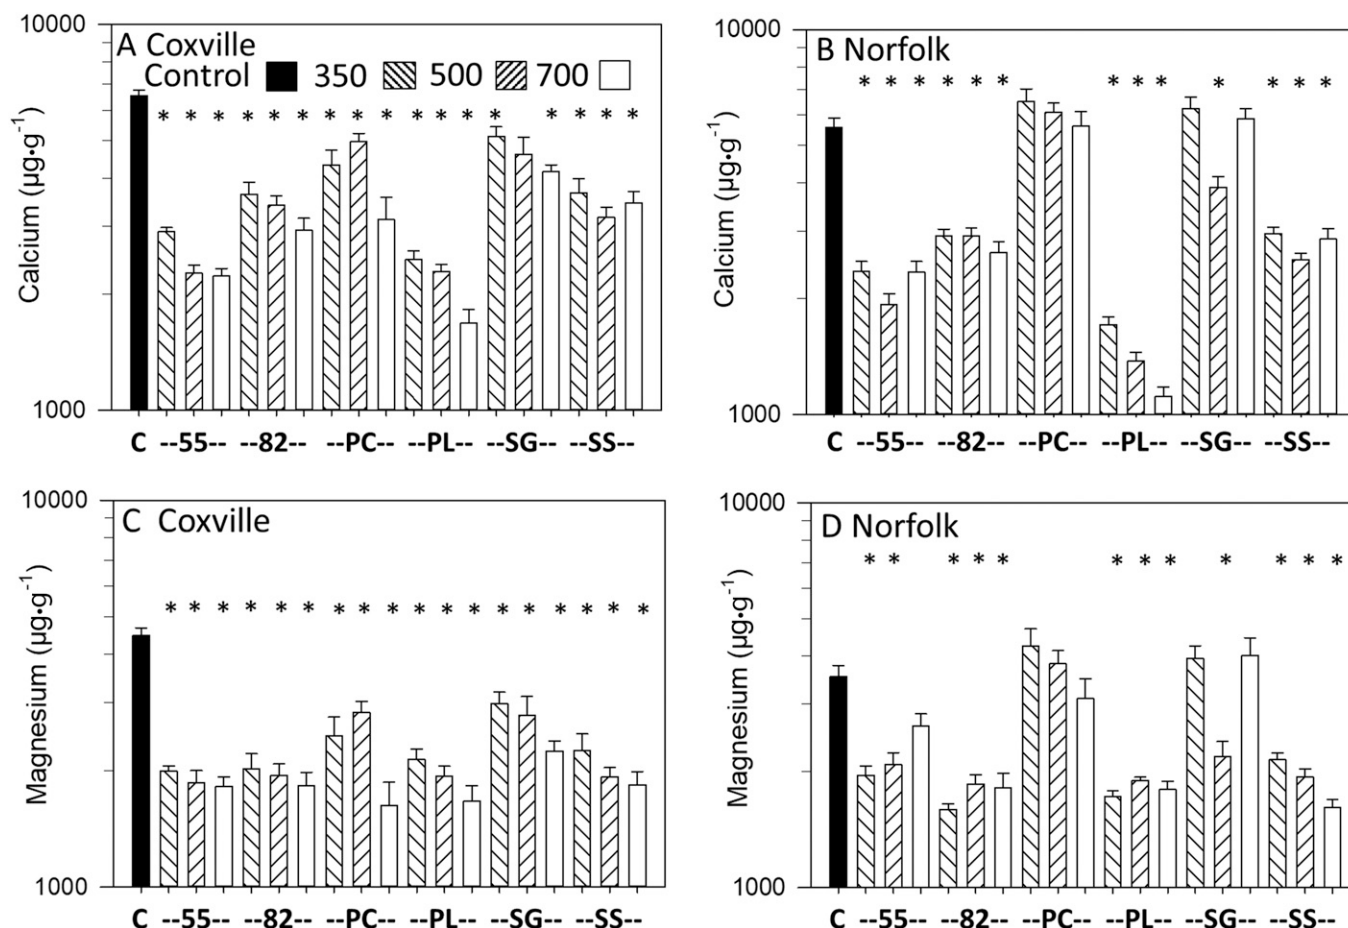 10000
A Coxville
Control 350 500 700
* * * * * * * * * * * * * * * * *
Calcium (µg•g-1)
1000
C --55-- --82-- --PC-- --PL-- --SG-- --SS--
10000
B Norfolk
* * * * * * * * * * * * *
Calcium (µg•g-1)
1000
C --55-- --82-- --PC-- --PL-- --SG-- --SS--
10000
C Coxville
* * * * * * * * * * * * * * * * * *
Magnesium (µg•g-1)
1000
C --55-- --82-- --PC-- --PL-- --SG-- --SS--
10000
D Norfolk
* * * * * * * * * * * *
Magnesium (µg•g-1)
1000
C --55-- --82-- --PC-- --PL-- --SG-- --SS--